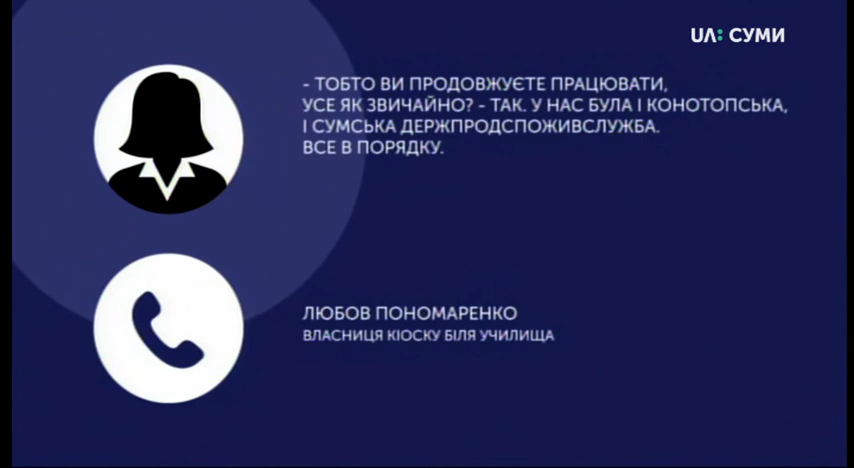 UA: СУМИ
- ТОБТО ВИ ПРОДОВЖУЄТЕ ПРАЦЮВАТИ,
УСЕ ЯК ЗВИЧАЙНО? - ТАК. У НАС БУЛА І КОНОТОПСЬКА,
І СУМСЬКА ДЕРЖПРОДСПОЖИВСЛУЖБА.
ВСЕ В ПОРЯДКУ.
ЛЮБОВ ПОНОМАРЕНКО
ВЛАСНИЦЯ КІОСКУ БІЛЯ УЧИЛИЩА